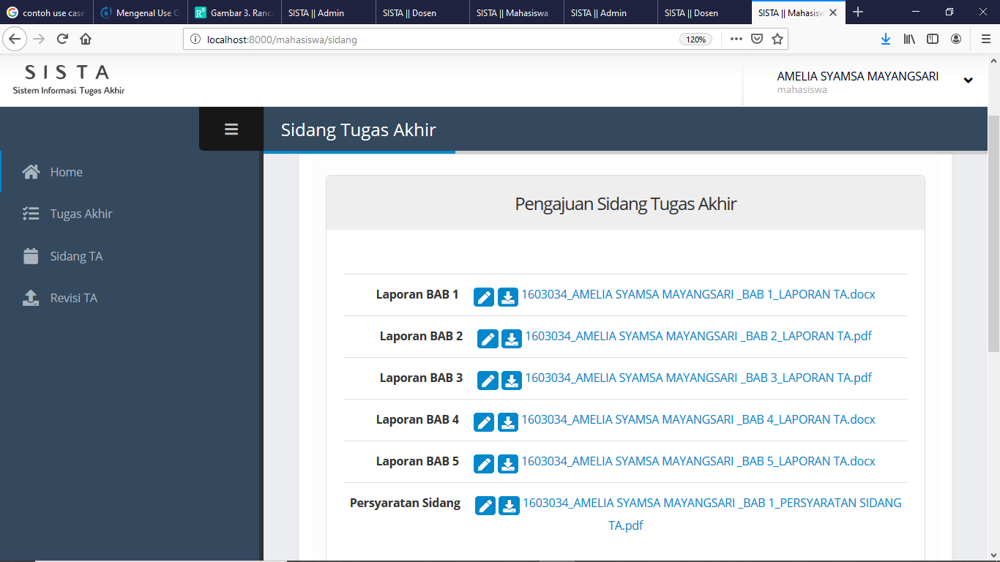 contoh use case
Mengenal Use C
Gambar 3. Ranca
SISTA || Admin
SISTA || Dosen
SISTA || Mahasiswa
SISTA || Admin
SISTA || Dosen
SISTA || Mahasisw
localhost:8000/mahasiswa/sidang
120%
SISTA
Sistem Informasi Tugas Akhir
AMELIA SYAMSA MAYANGSARI
mahasiswa
Sidang Tugas Akhir
Home
Tugas Akhir
Sidang TA
Revisi TA
Pengajuan Sidang Tugas Akhir
Laporan BAB 1 1603034_AMELIA SYAMSA MAYANGSARI _BAB 1_LAPORAN TA.docx
Laporan BAB 2 1603034_AMELIA SYAMSA MAYANGSARI _BAB 2_LAPORAN TA.pdf
Laporan BAB 3 1603034_AMELIA SYAMSA MAYANGSARI _BAB 3_LAPORAN TA.pdf
Laporan BAB 4 1603034_AMELIA SYAMSA MAYANGSARI _BAB 4_LAPORAN TA.docx
Laporan BAB 5 1603034_AMELIA SYAMSA MAYANGSARI _BAB 5_LAPORAN TA.docx
Persyaratan Sidang 1603034_AMELIA SYAMSA MAYANGSARI _BAB 1_PERSYARATAN SIDANG
TA.pdf